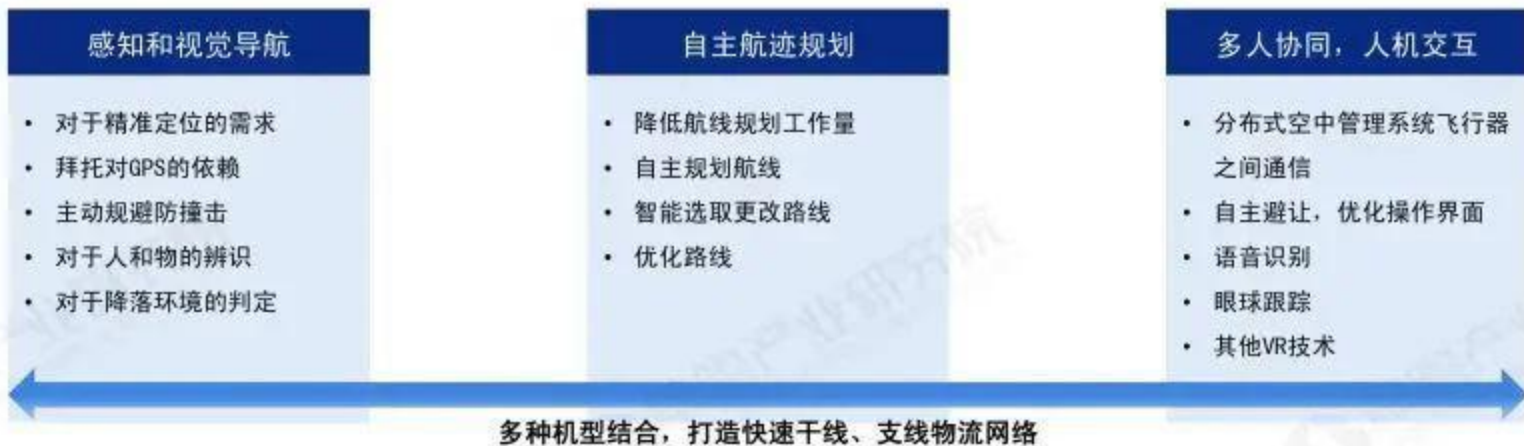 感知和视觉导航
• 对于精准定位的需求
• 拜托对GPS的依赖
• 主动规避防撞击
• 对于人和物的辨识
• 对于降落环境的判定
自主航迹规划
• 降低航线规划工作量
• 自主规划航线
• 智能选取更改路线
• 优化路线
多人协同，人机交互
• 分布式空中管理系统飞行器
之间通信
• 自主避让，优化操作界面
• 语音识别
• 眼球跟踪
• 其他VR技术
多种机型结合，打造快速干线、支线物流网络